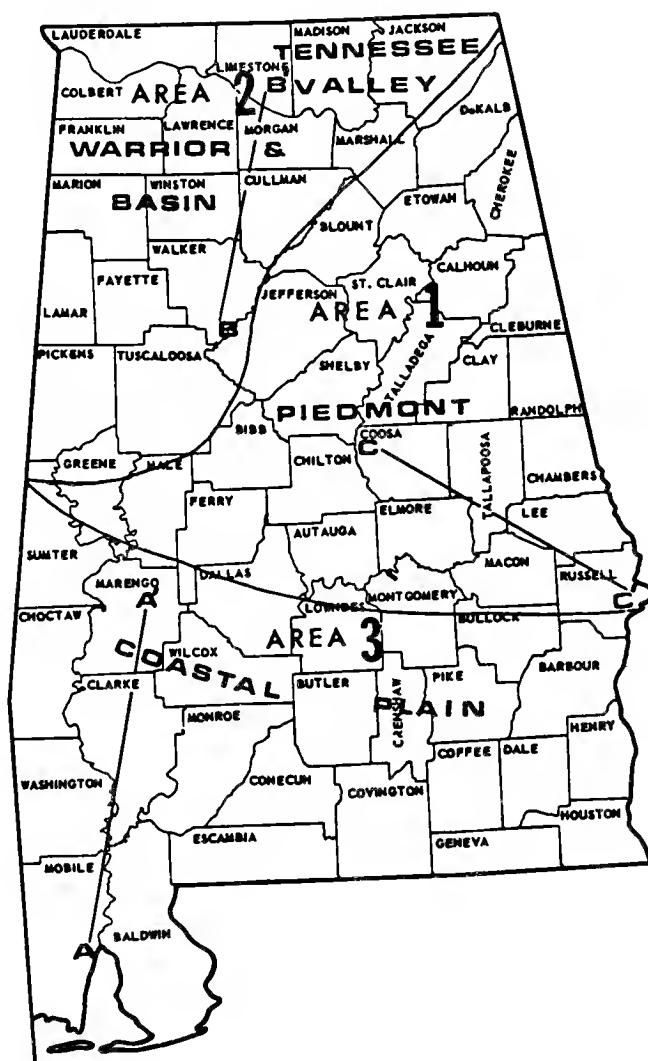 LAUDERDALE
MADISON
JACKSON
TENNESSEE
LIMESTONE
COLBERT
AREA 2
B'
VALLEY
DeKALB
FRANKLIN
LAWRENCE
MORGAN
MARSHALL
WARRIOR &
CHEROKEE
MARION
WINSTON
CULLMAN
BASIN
ETOWAH
BLOUNT
WALKER
CALHOUN
FAYETTE
JEFFERSON
ST. CLAIR
AREA 1
LAMAR
B
CLEBURNE
PICKENS
TUSCALOOSA
SHELBY
TALLADEGA
CLAY
PIEDMONT
RANDOLPH
BIBB
COOSA
C
GREENE
HALE
CHILTON
TALLAPOOSA
CHAMBERS
PERRY
ELMORE
LEE
AUTAUGA
SUMTER
MACON
RUSSELL
DALLAS
MARENGO
A
LOWNDES
MONTGOMERY
C
CHOCTAW
BULLOCK
AREA 3
WILCOX
COASTAL
BARBOUR
CLARKE
BUTLER
PIKE
PLAIN
CRENSHAW
MONROE
HENRY
COFFEE
DALE
WASHINGTON
CONECUH
COVINGTON
HOUSTON
ESCAMBIA
GENEVA
MOBILE
BALDWIN
A